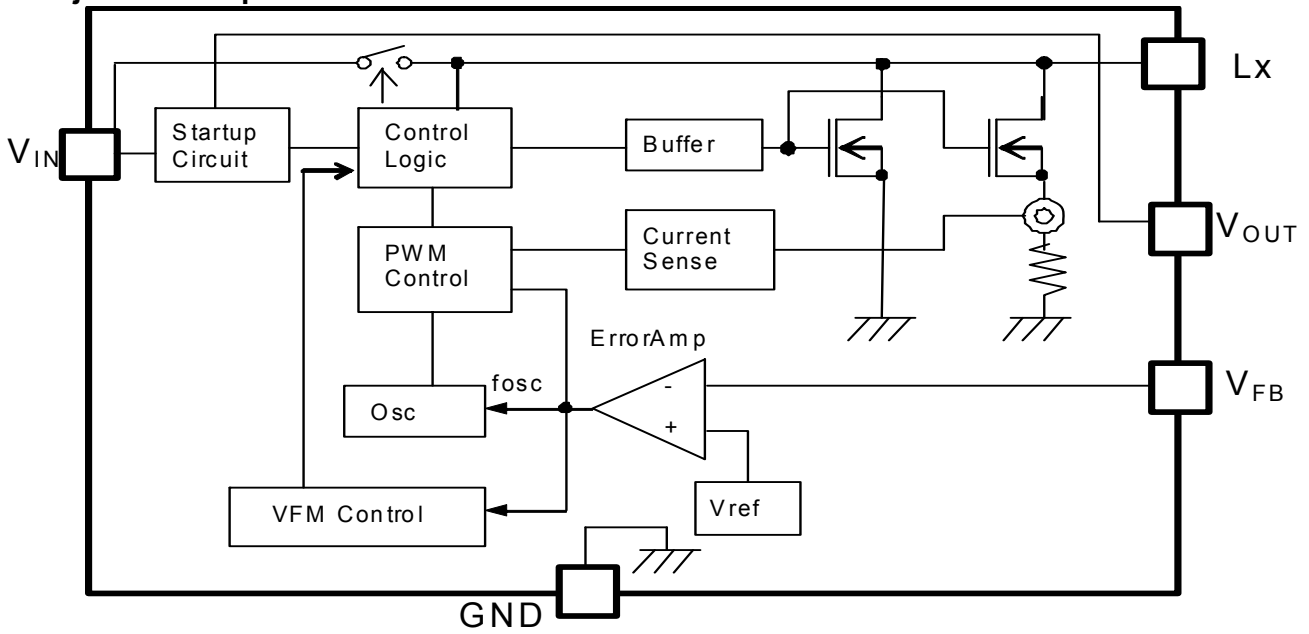 Lx
Startup
Circuit
Control
Logic
Buffer
VIN
Current
Sense
VOUT
PWM
Control
ErrorAmp
fosc
-
VFB
Osc
+
VFM Control
Vref
GND